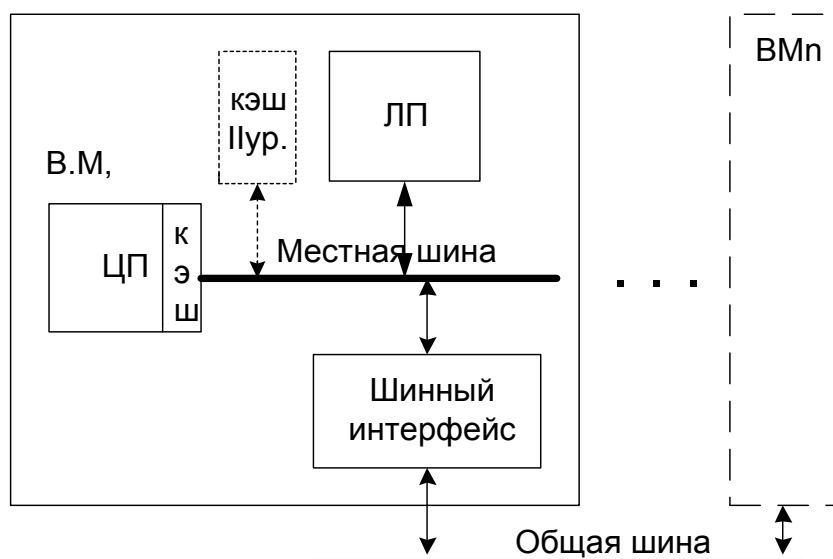 ВМn
кэш
IIур.
ЛП
В.М,
ЦП
к
э
ш
Местная шина
. . .
Шинный
интерфейс
Общая шина